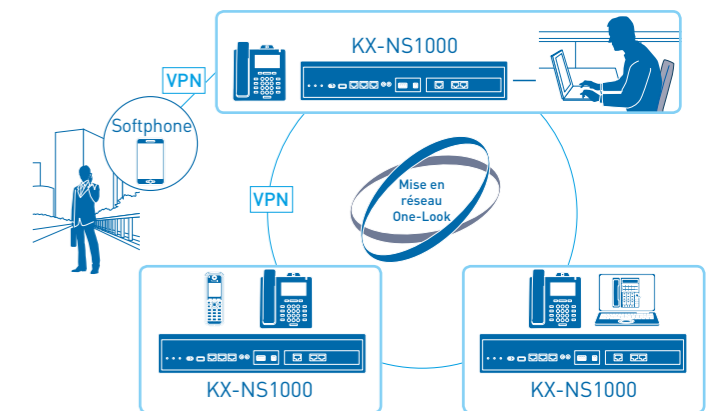 KX-NS1000
VPN
Softphone
VPN
Mise en
réseau
One-Look
KX-NS1000
KX-NS1000